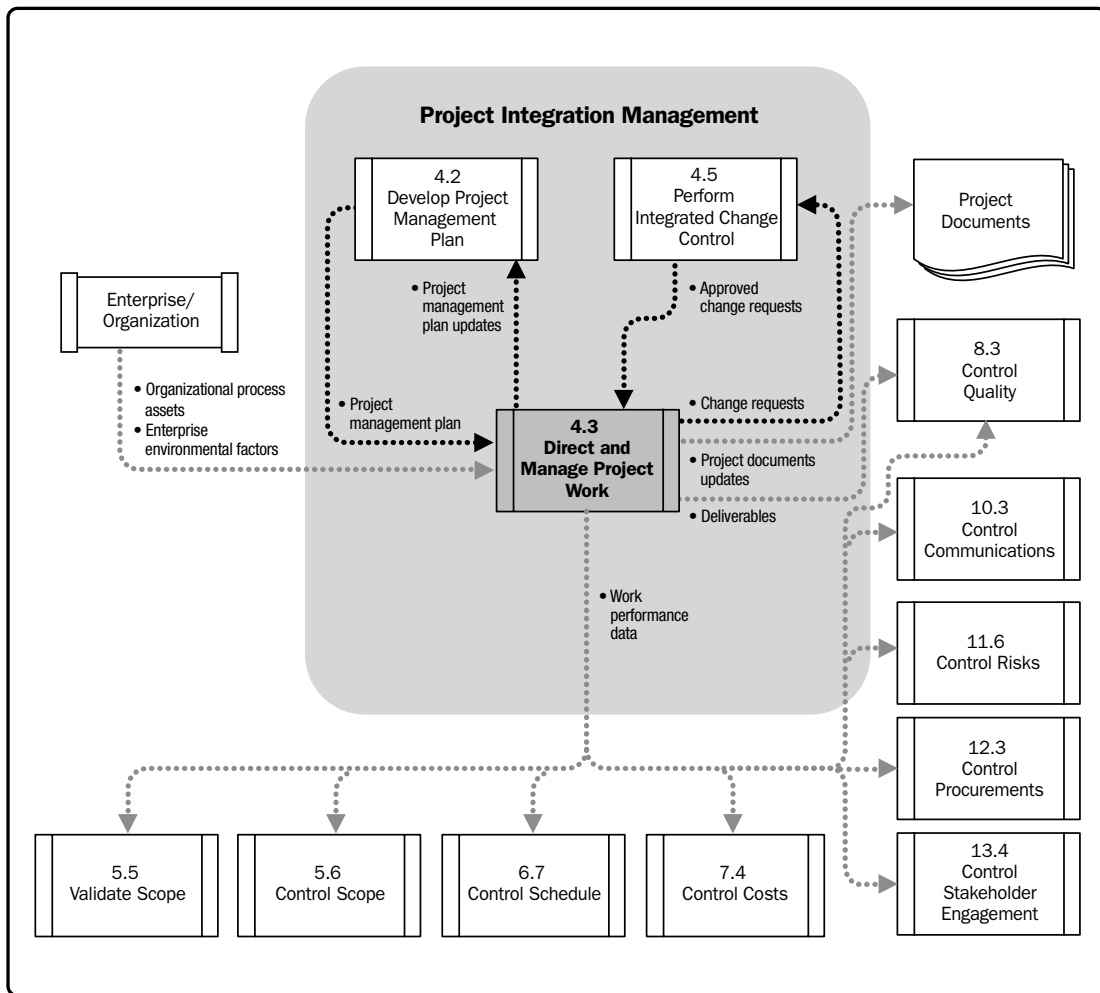 Project Integration Management
4.2
Develop Project
Management
Plan
4.5
Perform
Integrated Change
Control
Project
Documents
Enterprise/
Organization
• Project
management
plan updates
• Approved
change requests
8.3
Control
Quality
• Organizational process
assets
• Enterprise
environmental factors
• Project
management plan
4.3
Direct and
Manage Project
Work
• Change requests
• Project documents
updates
• Deliverables
10.3
Control
Communications
• Work
performance
data
11.6
Control Risks
12.3
Control
Procurements
5.5
Validate Scope
5.6
Control Scope
6.7
Control Schedule
7.4
Control Costs
13.4
Control
Stakeholder
Engagement